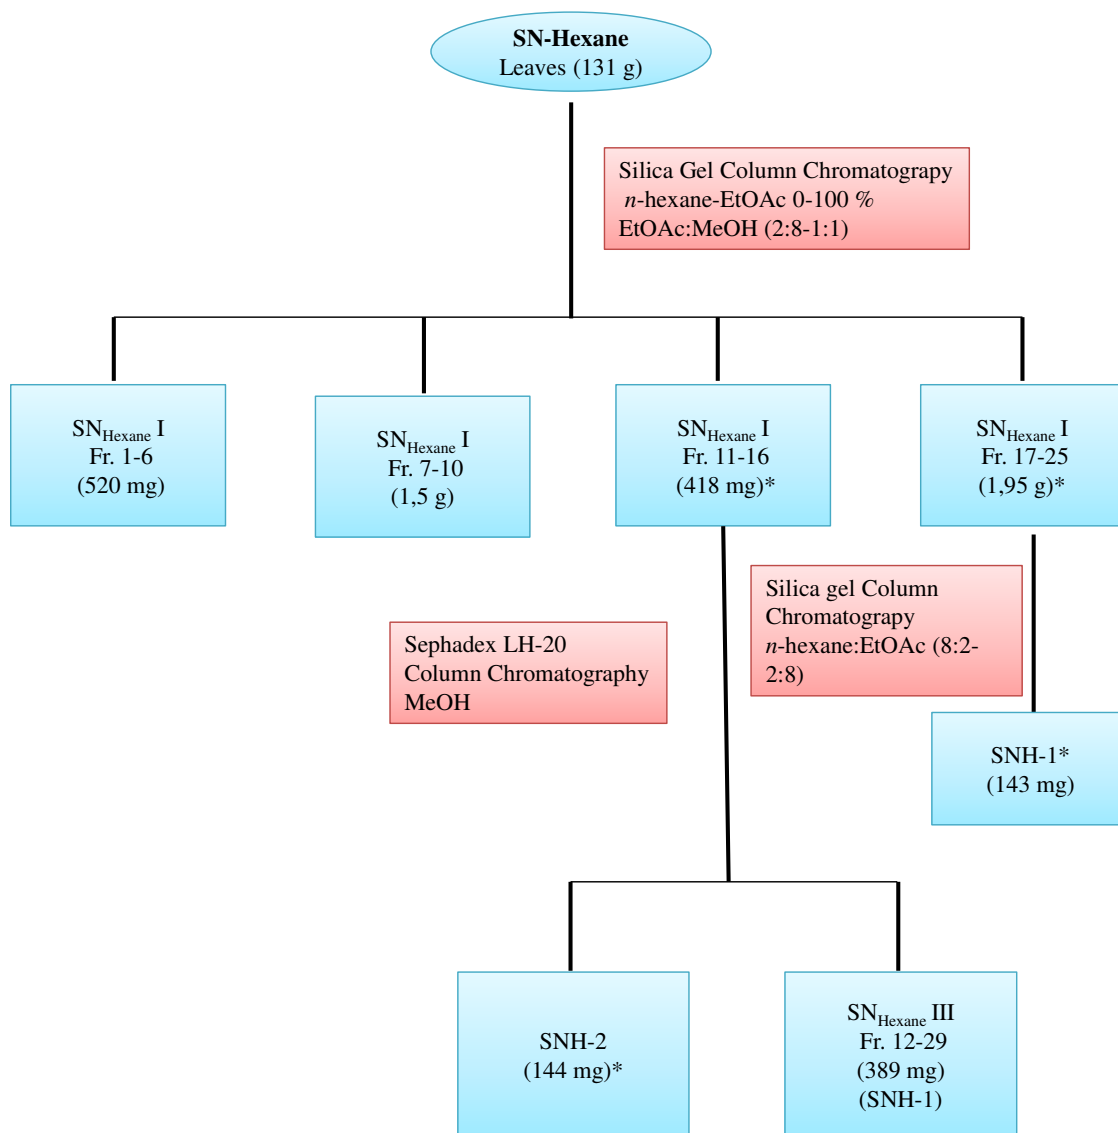 SN-Hexane
Leaves (131 g)
Silica Gel Column Chromatograpy
n-hexane-EtOAc 0-100 %
EtOAc:MeOH (2:8-1:1)
SNHexane I
Fr. 1-6
(520 mg)
SNHexane I
Fr. 7-10
(1,5 g)
SNHexane I
Fr. 11-16
(418 mg)*
SNHexane I
Fr. 17-25
(1,95 g)*
Sephadex LH-20
Column Chromatography
MeOH
Silica gel Column
Chromatograpy
n-hexane:EtOAc (8:2-
2:8)
SNH-1*
(143 mg)
SNH-2
(144 mg)*
SNHexane III
Fr. 12-29
(389 mg)
(SNH-1)